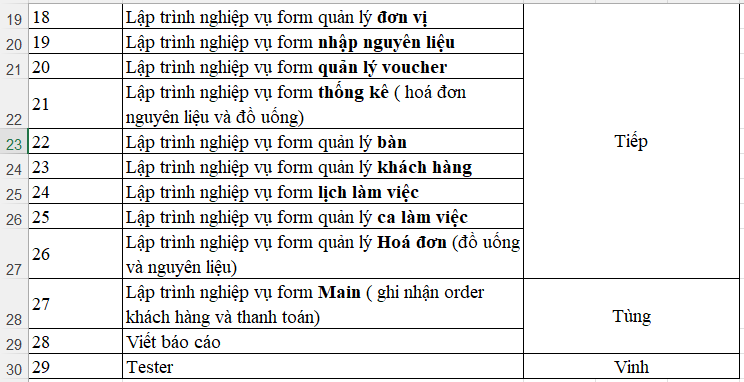 19 18 Lập trình nghiệp vụ form quản lý đơn vị
20 19 Lập trình nghiệp vụ form nhập nguyên liệu
21 20 Lập trình nghiệp vụ form quản lý voucher
22 21 Lập trình nghiệp vụ form thống kê ( hoá đơn
nguyên liệu và đồ uống)
23 22 Lập trình nghiệp vụ form quản lý bàn Tiếp
24 23 Lập trình nghiệp vụ form quản lý khách hàng
25 24 Lập trình nghiệp vụ form lịch làm việc
26 25 Lập trình nghiệp vụ form quản lý ca làm việc
27 26 Lập trình nghiệp vụ form quản lý Hoá đơn (đồ uống
và nguyên liệu)
28 27 Lập trình nghiệp vụ form Main ( ghi nhận order
khách hàng và thanh toán) Tùng
29 28 Viết báo cáo
30 29 Tester Vinh